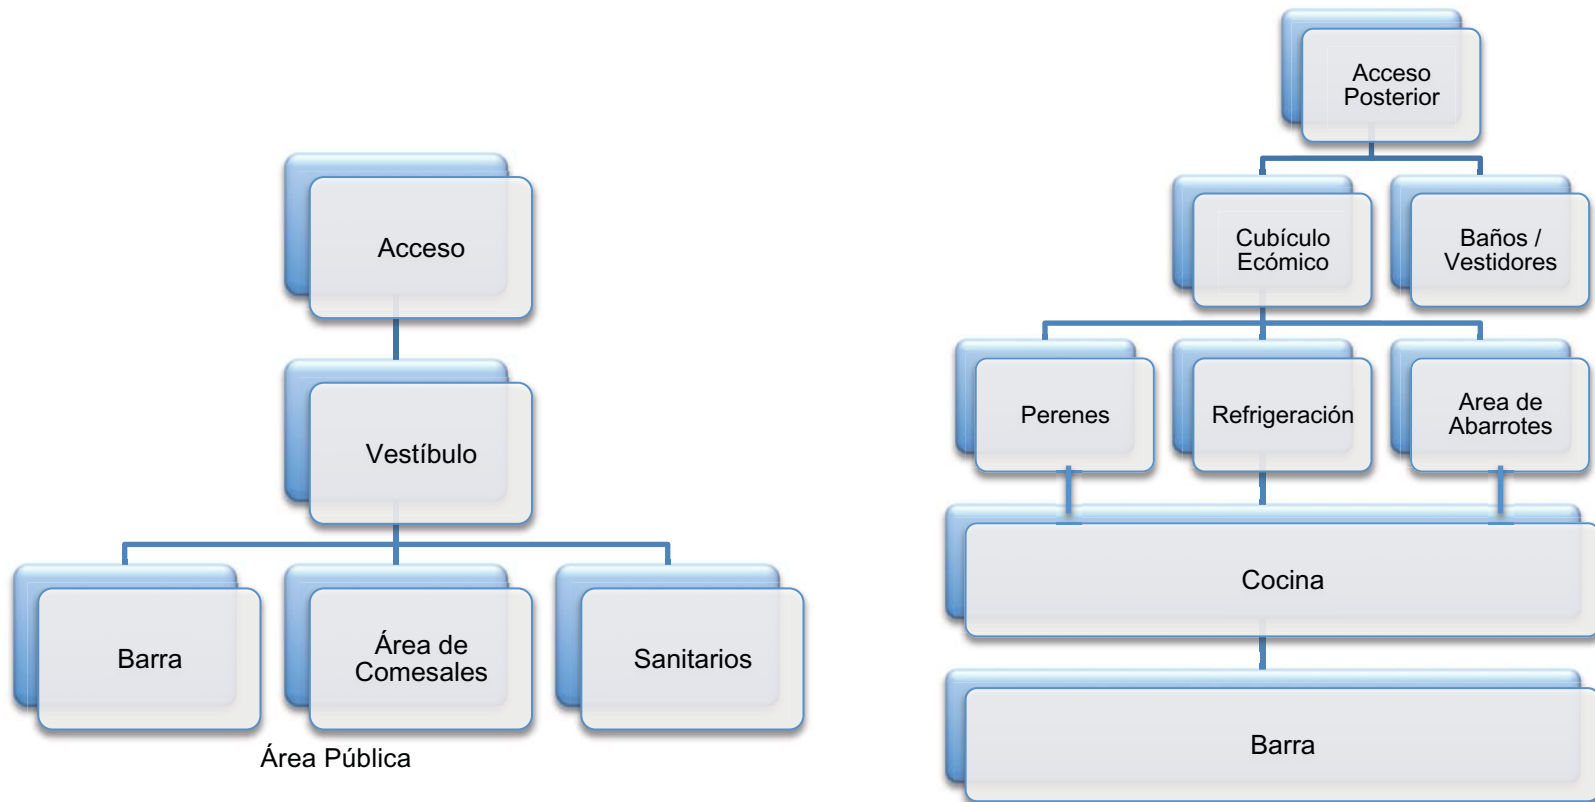 Acceso
Vestíbulo
Barra
Área de
Comesales
Sanitarios
Área Pública
Acceso
Posterior
Cubículo
Ecómico
Baños /
Vestidores
Perenes
Refrigeración
Area de
Abarrotes
Cocina
Barra